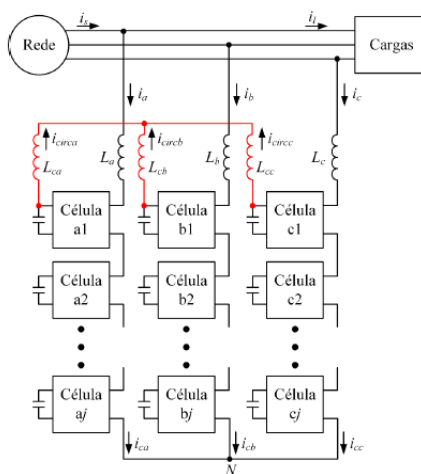 Rede
i_s
i_l
Cargas
i_a
i_b
i_c
i_circa
i_circb
i_circc
L_ca
L_a
L_cb
L_b
L_cc
L_c
Célula
a1
Célula
b1
Célula
c1
Célula
a2
Célula
b2
Célula
c2
Célula
aj
Célula
bj
Célula
cj
i_ca
i_cb
i_cc
N